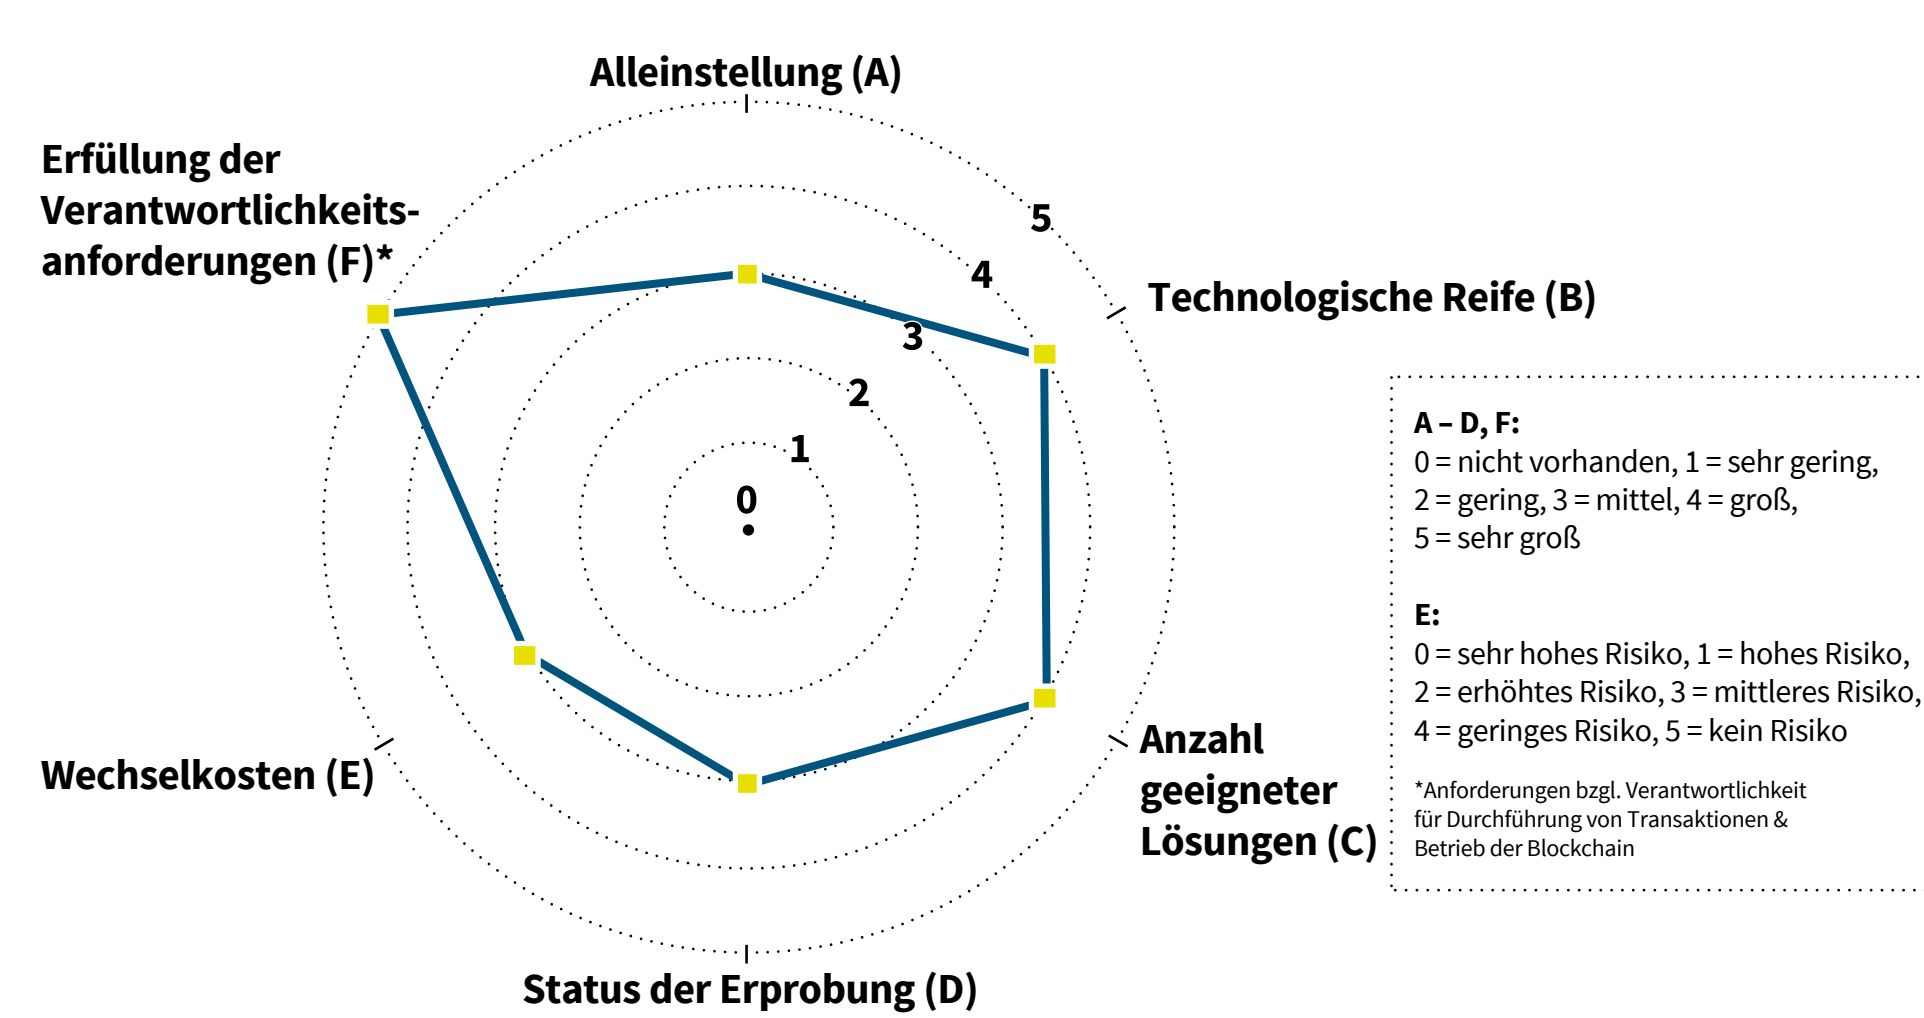 Alleinstellung (A)
Erfüllung der
Verantwortlichkeits-
anforderungen (F)*
5
4
3
2
1
0
Technologische Reife (B)
Wechselkosten (E)
Anzahl
geeigneter
Lösungen (C)
Status der Erprobung (D)
A – D, F:
0 = nicht vorhanden, 1 = sehr gering,
2 = gering, 3 = mittel, 4 = groß,
5 = sehr groß
E:
0 = sehr hohes Risiko, 1 = hohes Risiko,
2 = erhöhtes Risiko, 3 = mittleres Risiko,
4 = geringes Risiko, 5 = kein Risiko
*Anforderungen bzgl. Verantwortlichkeit
für Durchführung von Transaktionen &
Betrieb der Blockchain